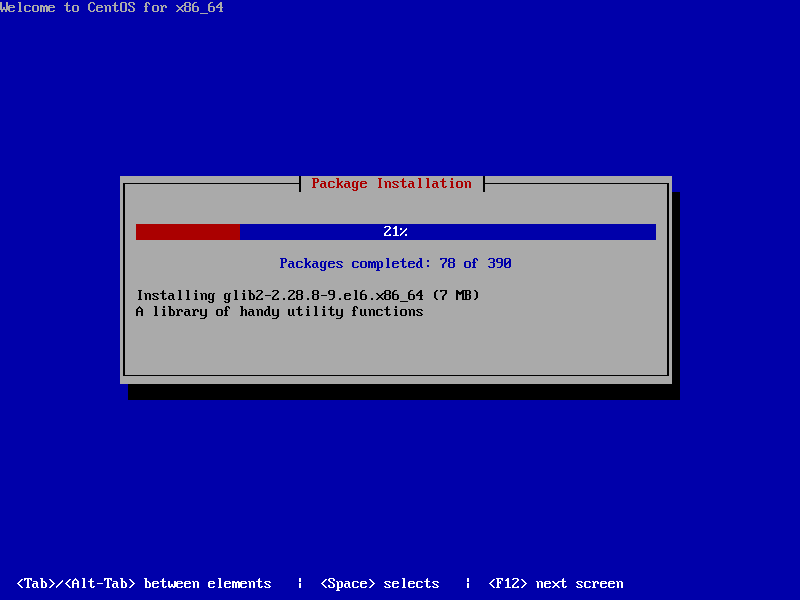 Welcome to CentOS for x86_64
Package Installation
21%
Packages completed: 78 of 390
Installing glib2-2.28.8-9.el6.x86_64 (7 MB)
A library of handy utility functions
<Tab>/<Alt-Tab> between elements | <Space> selects | <F12> next screen